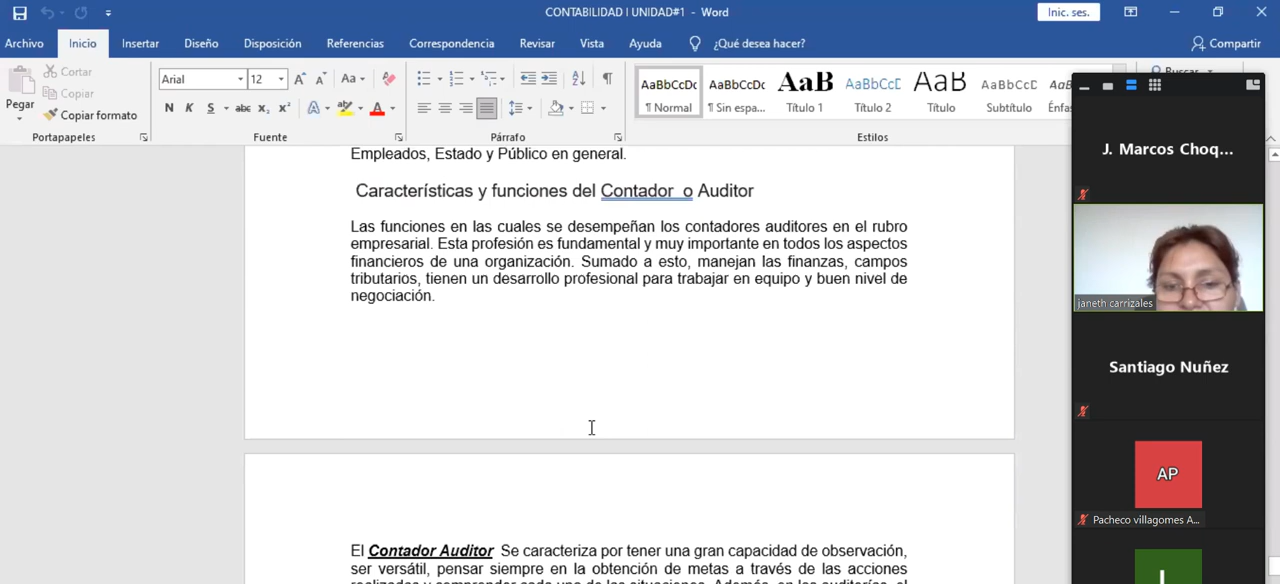 CONTABILIDAD I UNIDAD#1 - Word
Inic. ses.
Archivo
Inicio
Insertar
Diseño
Disposición
Referencias
Correspondencia
Revisar
Vista
Ayuda
¿Qué desea hacer?
Compartir
Pegar
Cortar
Copiar
Copiar formato
Portapapeles
Arial
12
Aa
N K S abc x₂ x² A A
Fuente
Párrafo
AaBbCcDc
¶ Normal
AaBbCcDc
¶ Sin espa...
AaB
Título 1
AaBbCcD
Título 2
AaB
Título
AaBbCcD
Subtítulo
Énfas
Estilos
Buscar
Empleados, Estado y Público en general.
Características y funciones del Contador o Auditor
Las funciones en las cuales se desempeñan los contadores auditores en el rubro
empresarial. Esta profesión es fundamental y muy importante en todos los aspectos
financieros de una organización. Sumado a esto, manejan las finanzas, campos
tributarios, tienen un desarrollo profesional para trabajar en equipo y buen nivel de
negociación.
El Contador Auditor Se caracteriza por tener una gran capacidad de observación,
ser versátil, pensar siempre en la obtención de metas a través de las acciones
J. Marcos Choq...
janeth carrizales
Santiago Nuñez
AP
Pacheco villagomes A...